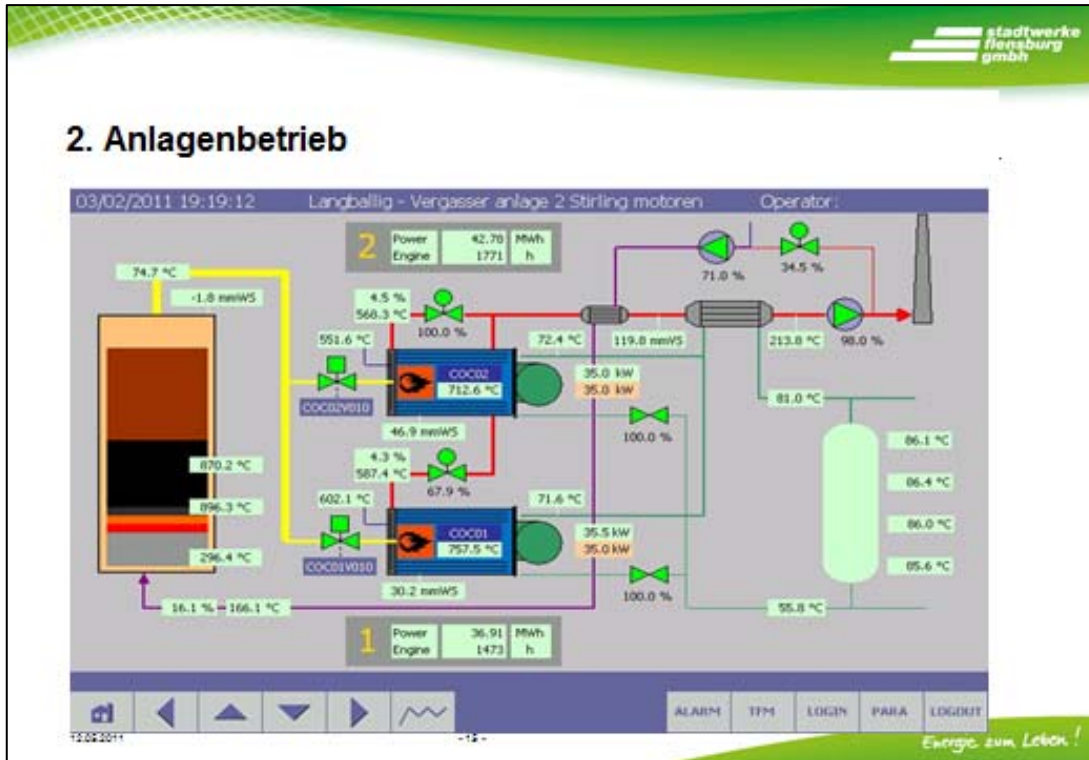 stadtwerke
flensburg
gmbh
2. Anlagenbetrieb
03/02/2011 19:19:12 Langballig - Vergasser anlage 2 Stirling motoren Operator:
2 Power 42.78 MWh
Engine 1771 h
74.7 °C
-1.8 mmWS
4.5 %
568.3 °C
100.0 %
71.0 %
34.5 %
551.6 °C
72.4 °C
119.8 mmVS
213.8 °C
98.0 %
COC02
712.6 °C
35.0 kW
35.0 kW
COC02V010
46.9 mmWS
100.0 %
81.0 °C
86.1 °C
86.4 °C
86.0 °C
85.6 °C
4.3 %
587.4 °C
67.9 %
870.2 °C
896.3 °C
296.4 °C
602.1 °C
71.6 °C
COC01
757.5 °C
35.5 kW
35.0 kW
COC01V010
30.2 mmWS
100.0 %
16.1 % 166.1 °C
55.8 °C
1 Power 36.91 MWh
Engine 1473 h
ALARM TFM LOGIN PARA LOGOUT
- 15 -
Energie zum Leben!